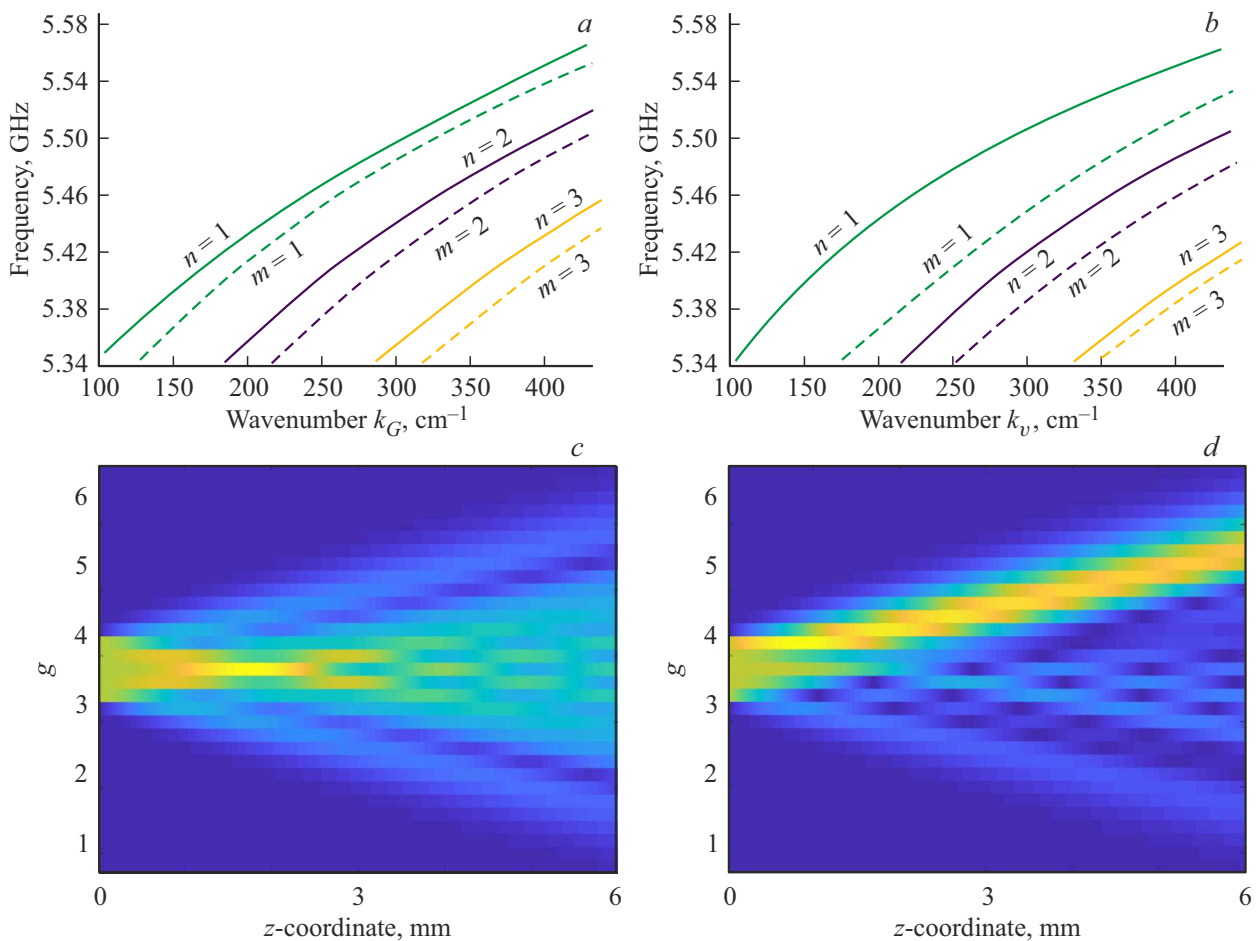 a
5.58
5.54
5.50
5.46
5.42
5.38
5.34
Frequency, GHz
n = 1
m = 1
n = 2
m = 2
n = 3
m = 3
100 150 200 250 300 350 400
Wavenumber k_G, cm⁻¹
b
5.58
5.54
5.50
5.46
5.42
5.38
5.34
Frequency, GHz
n = 1
m = 1
n = 2
m = 2
n = 3
m = 3
100 150 200 250 300 350 400
Wavenumber k_v, cm⁻¹
c
6
5
4
3
2
1
g
0 3 6
z-coordinate, mm
d
6
5
4
3
2
1
g
0 3 6
z-coordinate, mm